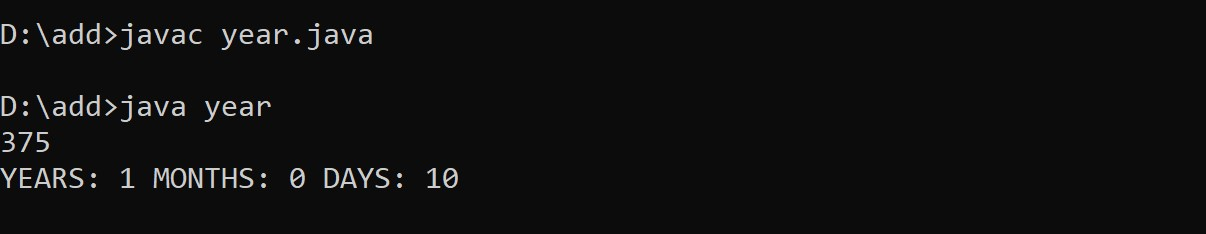 D:\add>javac year.java
D:\add>java year
375
YEARS: 1 MONTHS: 0 DAYS: 10